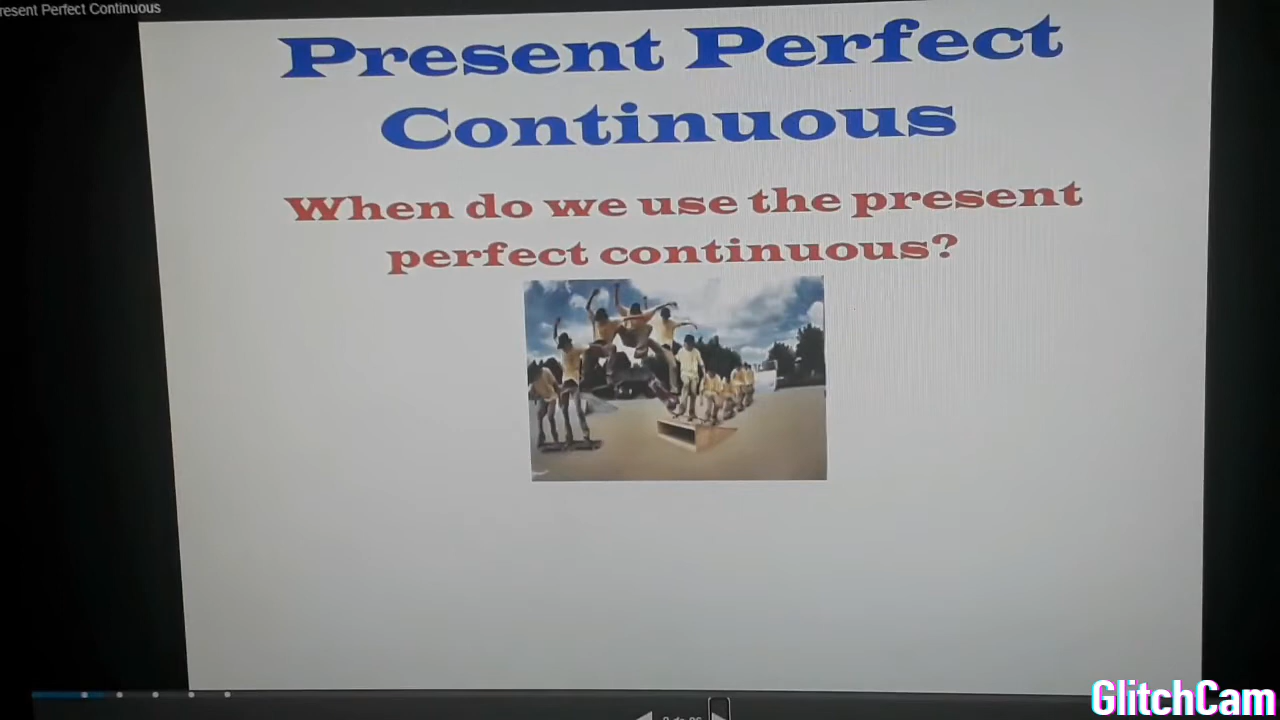 resent Perfect Continuous
Present Perfect
Continuous
When do we use the present
perfect continuous?
GlitchCam